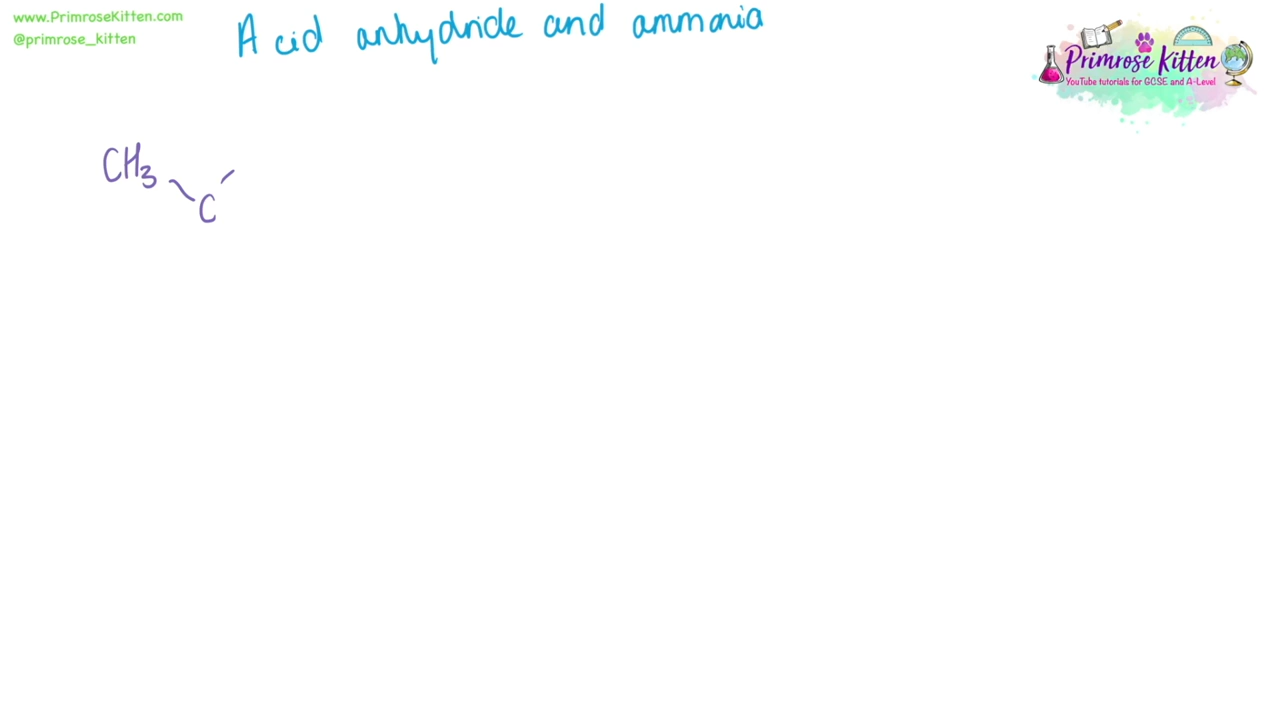 www.PrimroseKitten.com
@primrose_kitten
Acid anhydride and ammonia
Primrose Kitten
YouTube tutorials for GCSE and A-Level
CH3
C